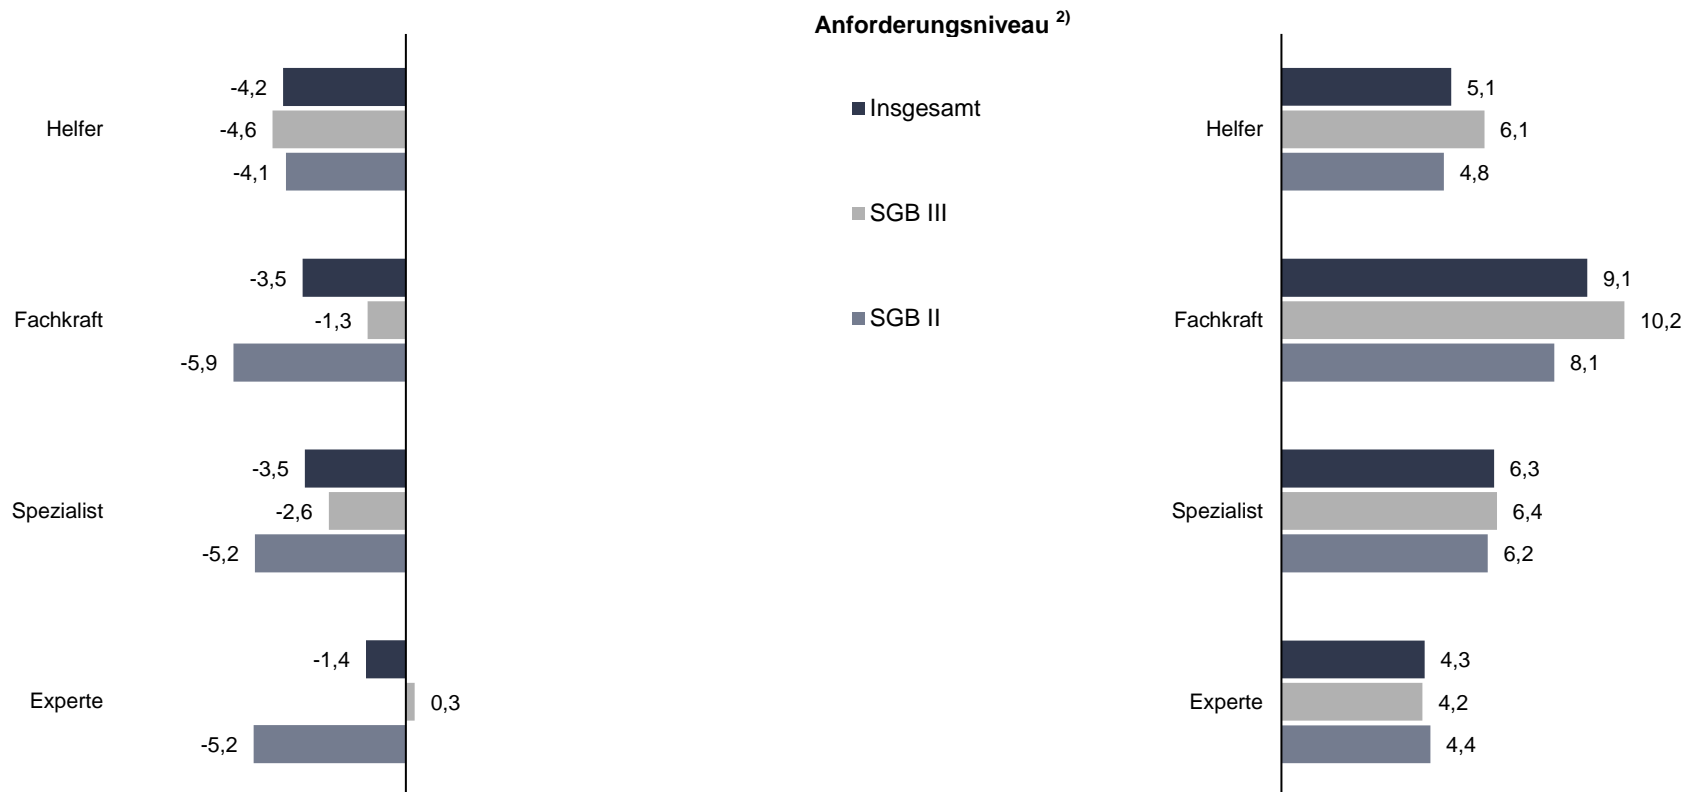 Anforderungsniveau 2)
Insgesamt
SGB III
SGB II
Helfer
-4,2
-4,6
-4,1
Fachkraft
-3,5
-1,3
-5,9
Spezialist
-3,5
-2,6
-5,2
Experte
-1,4
0,3
-5,2
Helfer
5,1
6,1
4,8
Fachkraft
9,1
10,2
8,1
Spezialist
6,3
6,4
6,2
Experte
4,3
4,2
4,4